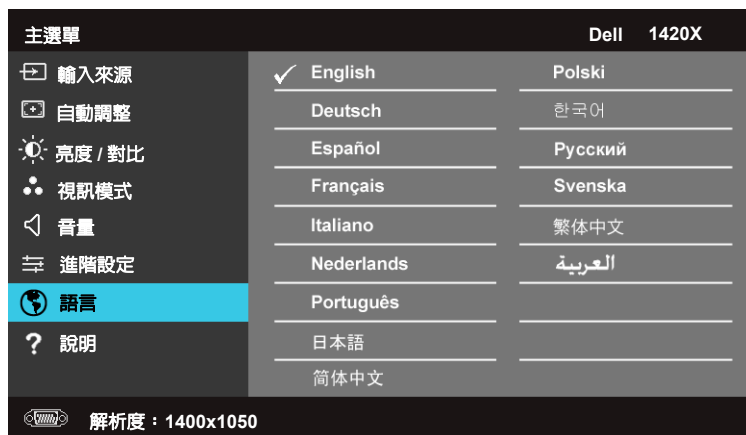 主選單
Dell 1420X
輸入來源
自動調整
亮度 / 對比
視訊模式
音量
進階設定
語言
? 說明
English
Deutsch
Español
Français
Italiano
Nederlands
Português
日本語
简体中文
Polski
한국어
Русский
Svenska
繁体中文
العربية
解析度：1400x1050